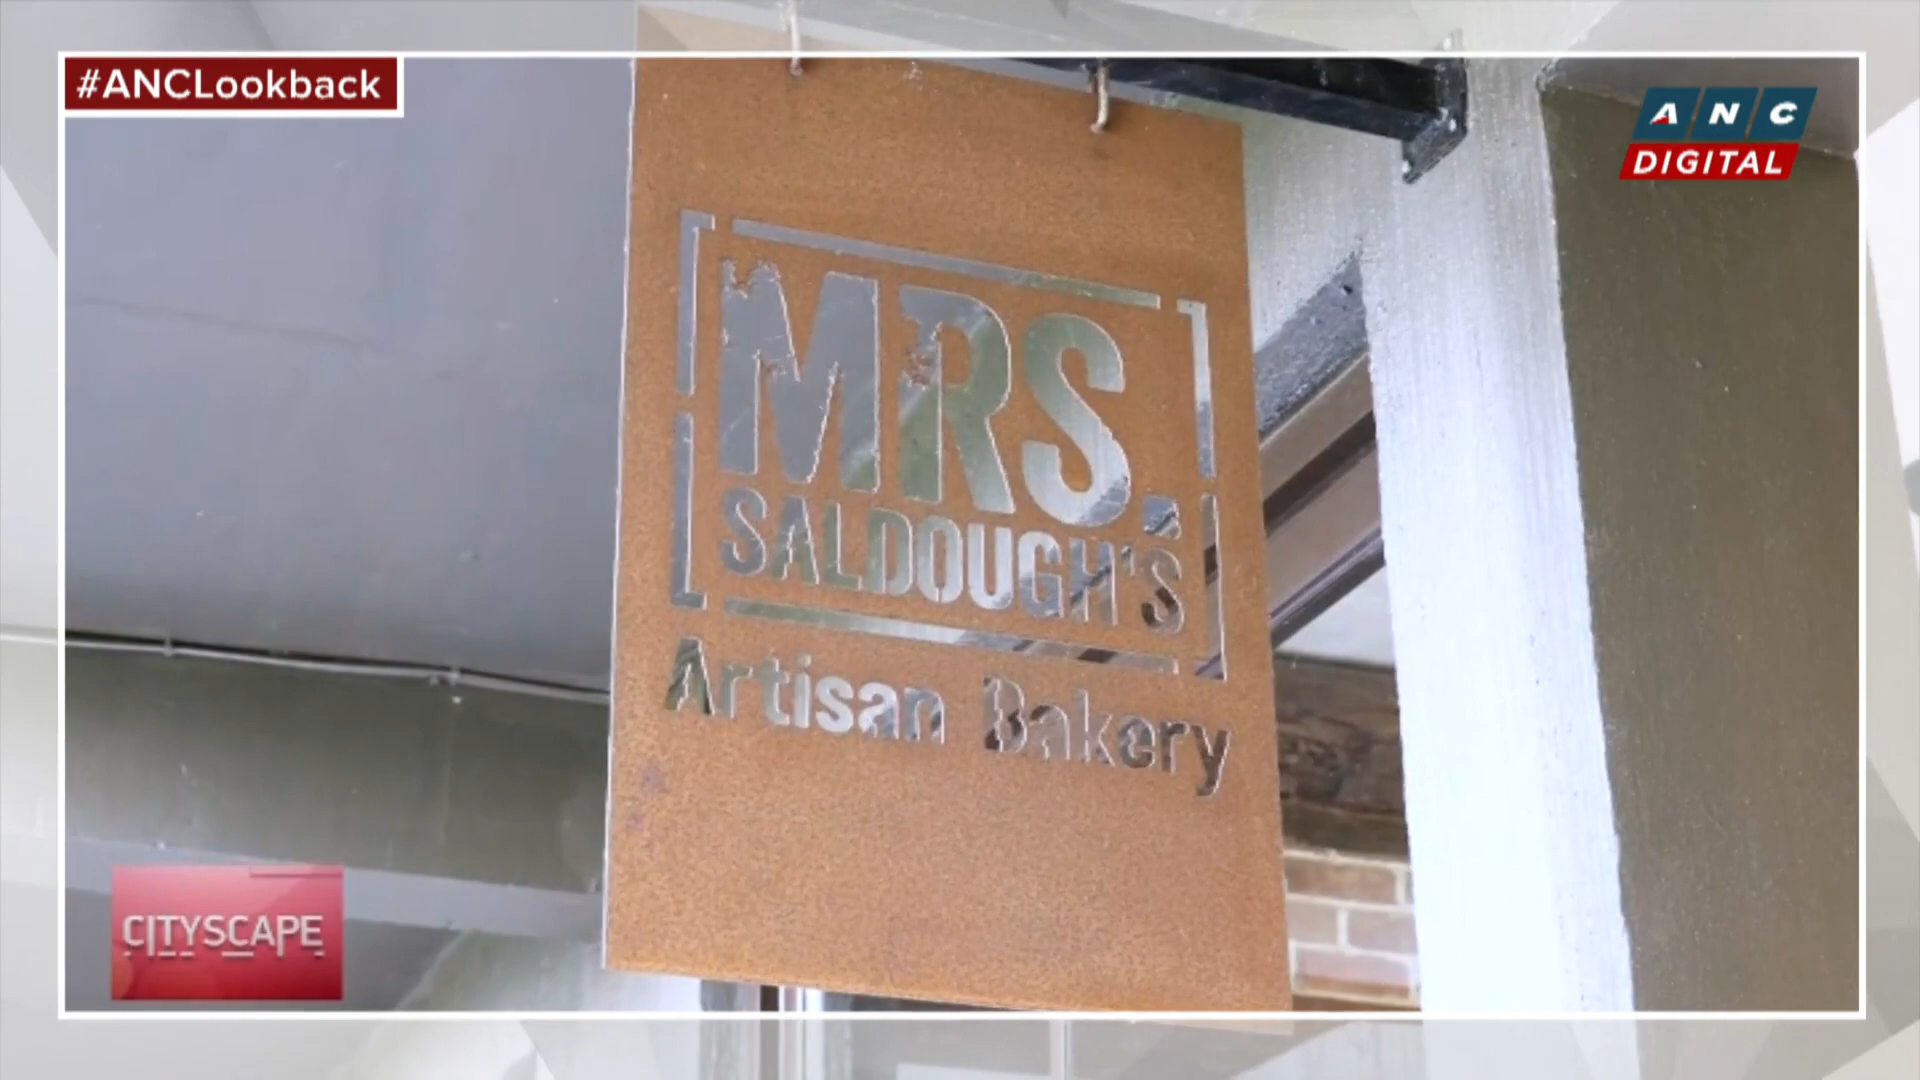 #ANCLookback
ANC
DIGITAL
MRS.
SALDOUGH'S
Artisan Bakery
CITYSCAPE